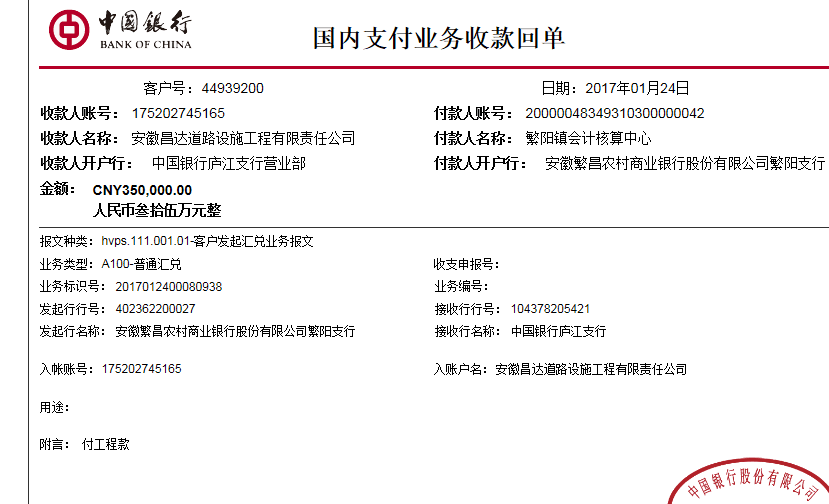 中国银行
BANK OF CHINA
国内支付业务收款回单
客户号：44939200 日期：2017年01月24日
收款人账号：175202745165 付款人账号：20000048349310300000042
收款人名称：安徽昌达道路设施工程有限责任公司 付款人名称：繁阳镇会计核算中心
收款人开户行：中国银行庐江支行营业部 付款人开户行：安徽繁昌农村商业银行股份有限公司繁阳支行
金额：CNY350,000.00
人民币叁拾伍万元整
报文种类：hvps.111.001.01-客户发起汇兑业务报文
业务类型：A100-普通汇兑 收支申报号：
业务标识号：2017012400080938 业务编号：
发起行行号：402362200027 接收行行号：104378205421
发起行名称：安徽繁昌农村商业银行股份有限公司繁阳支行 接收行名称：中国银行庐江支行
入帐账号：175202745165 入账户名：安徽昌达道路设施工程有限责任公司
用途：
附言：付工程款
中国银行股份有限公司